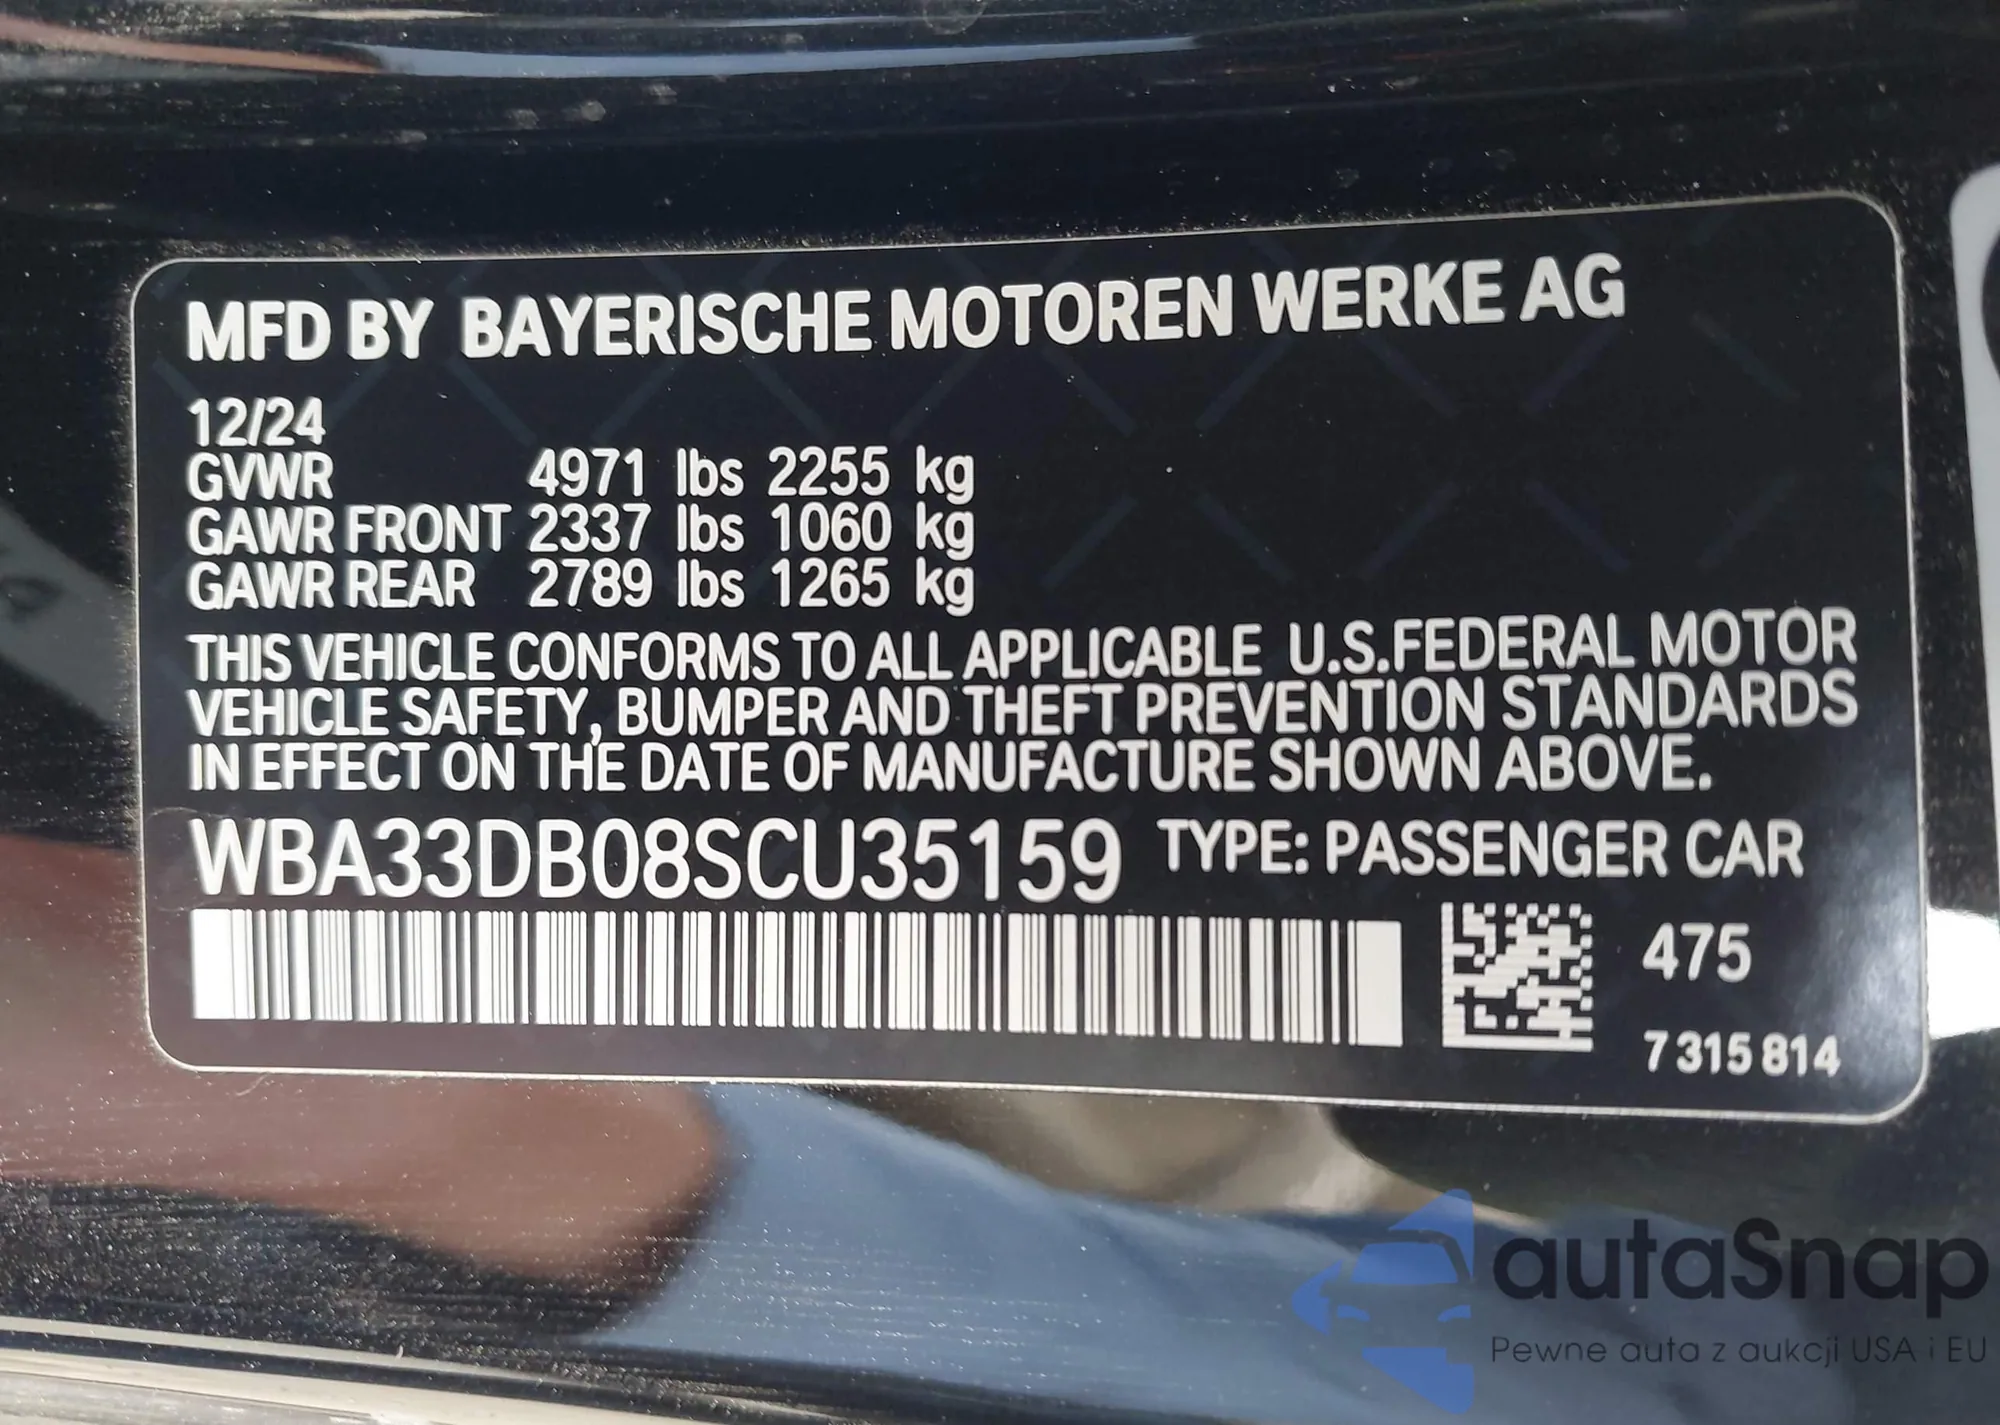 MFD BY BAYERISCHE MOTOREN WERKE AG
12/24
GVWR 4971 lbs 2255 kg
GAWR FRONT 2337 lbs 1060 kg
GAWR REAR 2789 lbs 1265 kg
THIS VEHICLE CONFORMS TO ALL APPLICABLE U.S.FEDERAL MOTOR
VEHICLE SAFETY, BUMPER AND THEFT PREVENTION STANDARDS
IN EFFECT ON THE DATE OF MANUFACTURE SHOWN ABOVE.
WBA33DB08SCU35159 TYPE: PASSENGER CAR
475
7 315 814
autaSnap
Pewne auta z aukcji USA i EU